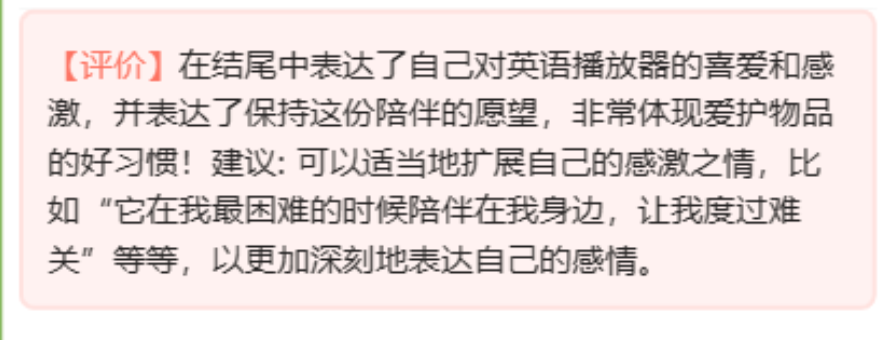 【评价】在结尾中表达了自己对英语播放器的喜爱和感
激，并表达了保持这份陪伴的愿望，非常体现爱护物品
的好习惯！建议: 可以适当地扩展自己的感激之情，比
如“它在我最困难的时候陪伴在我身边，让我度过难
关”等等，以更加深刻地表达自己的感情。